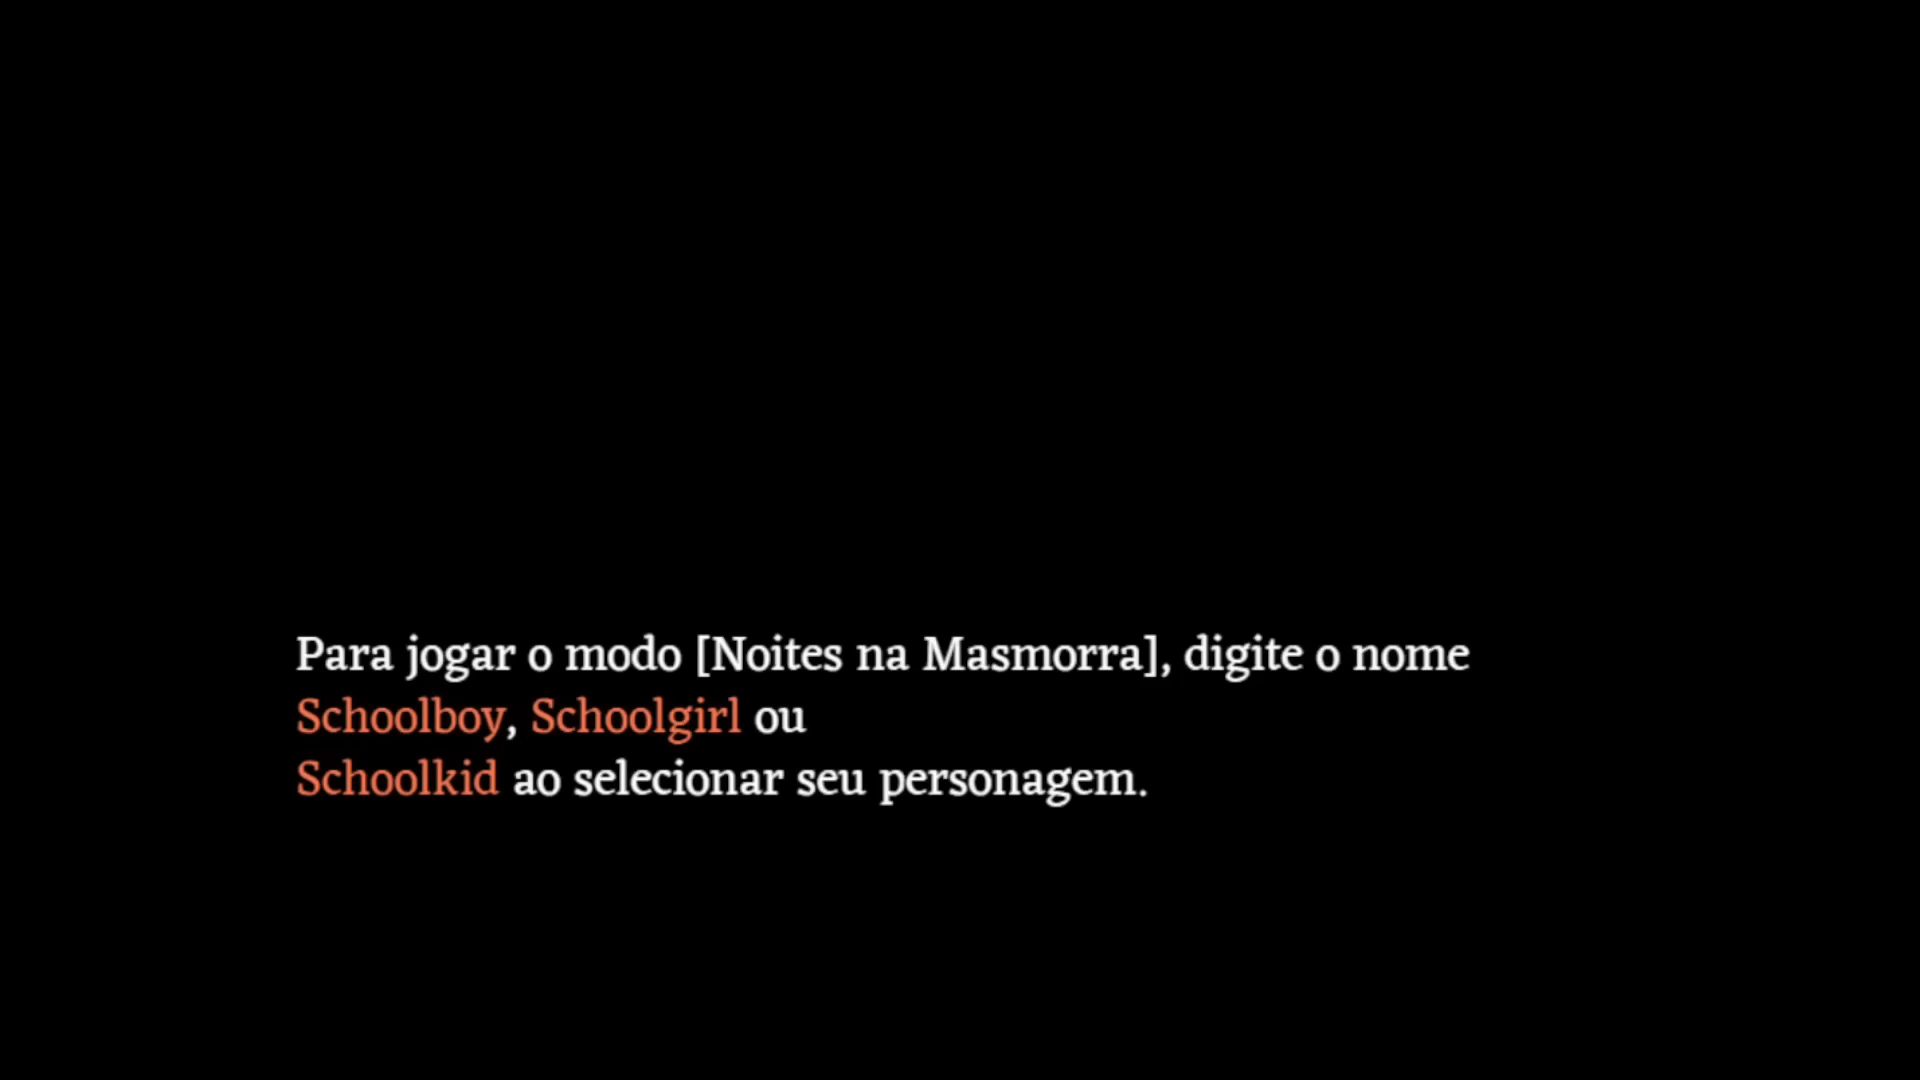 Para jogar o modo [Noites na Masmorra], digite o nome
Schoolboy, Schoolgirl ou
Schoolkid ao selecionar seu personagem.